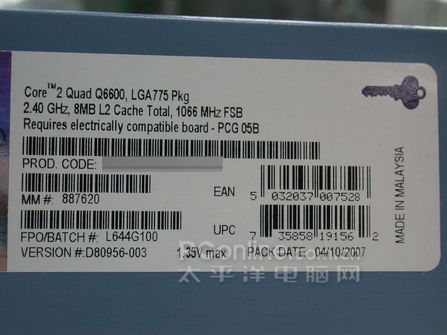 Core™2 Quad Q6600, LGA775 Pkg
2.40 GHz, 8MB L2 Cache Total, 1066 MHz FSB
Requires electrically compatible board - PCG 05B
PROD. CODE:
MM #: 887620
EAN 5 032037 007528
FPO/BATCH #: L644G100
UPC 7 35858 19156 2
VERSION #:D80956-003 1.35V max PACK DATE: 04/10/2007
MADE IN MALAYSIA
PConline.com.cn
太平洋电脑网